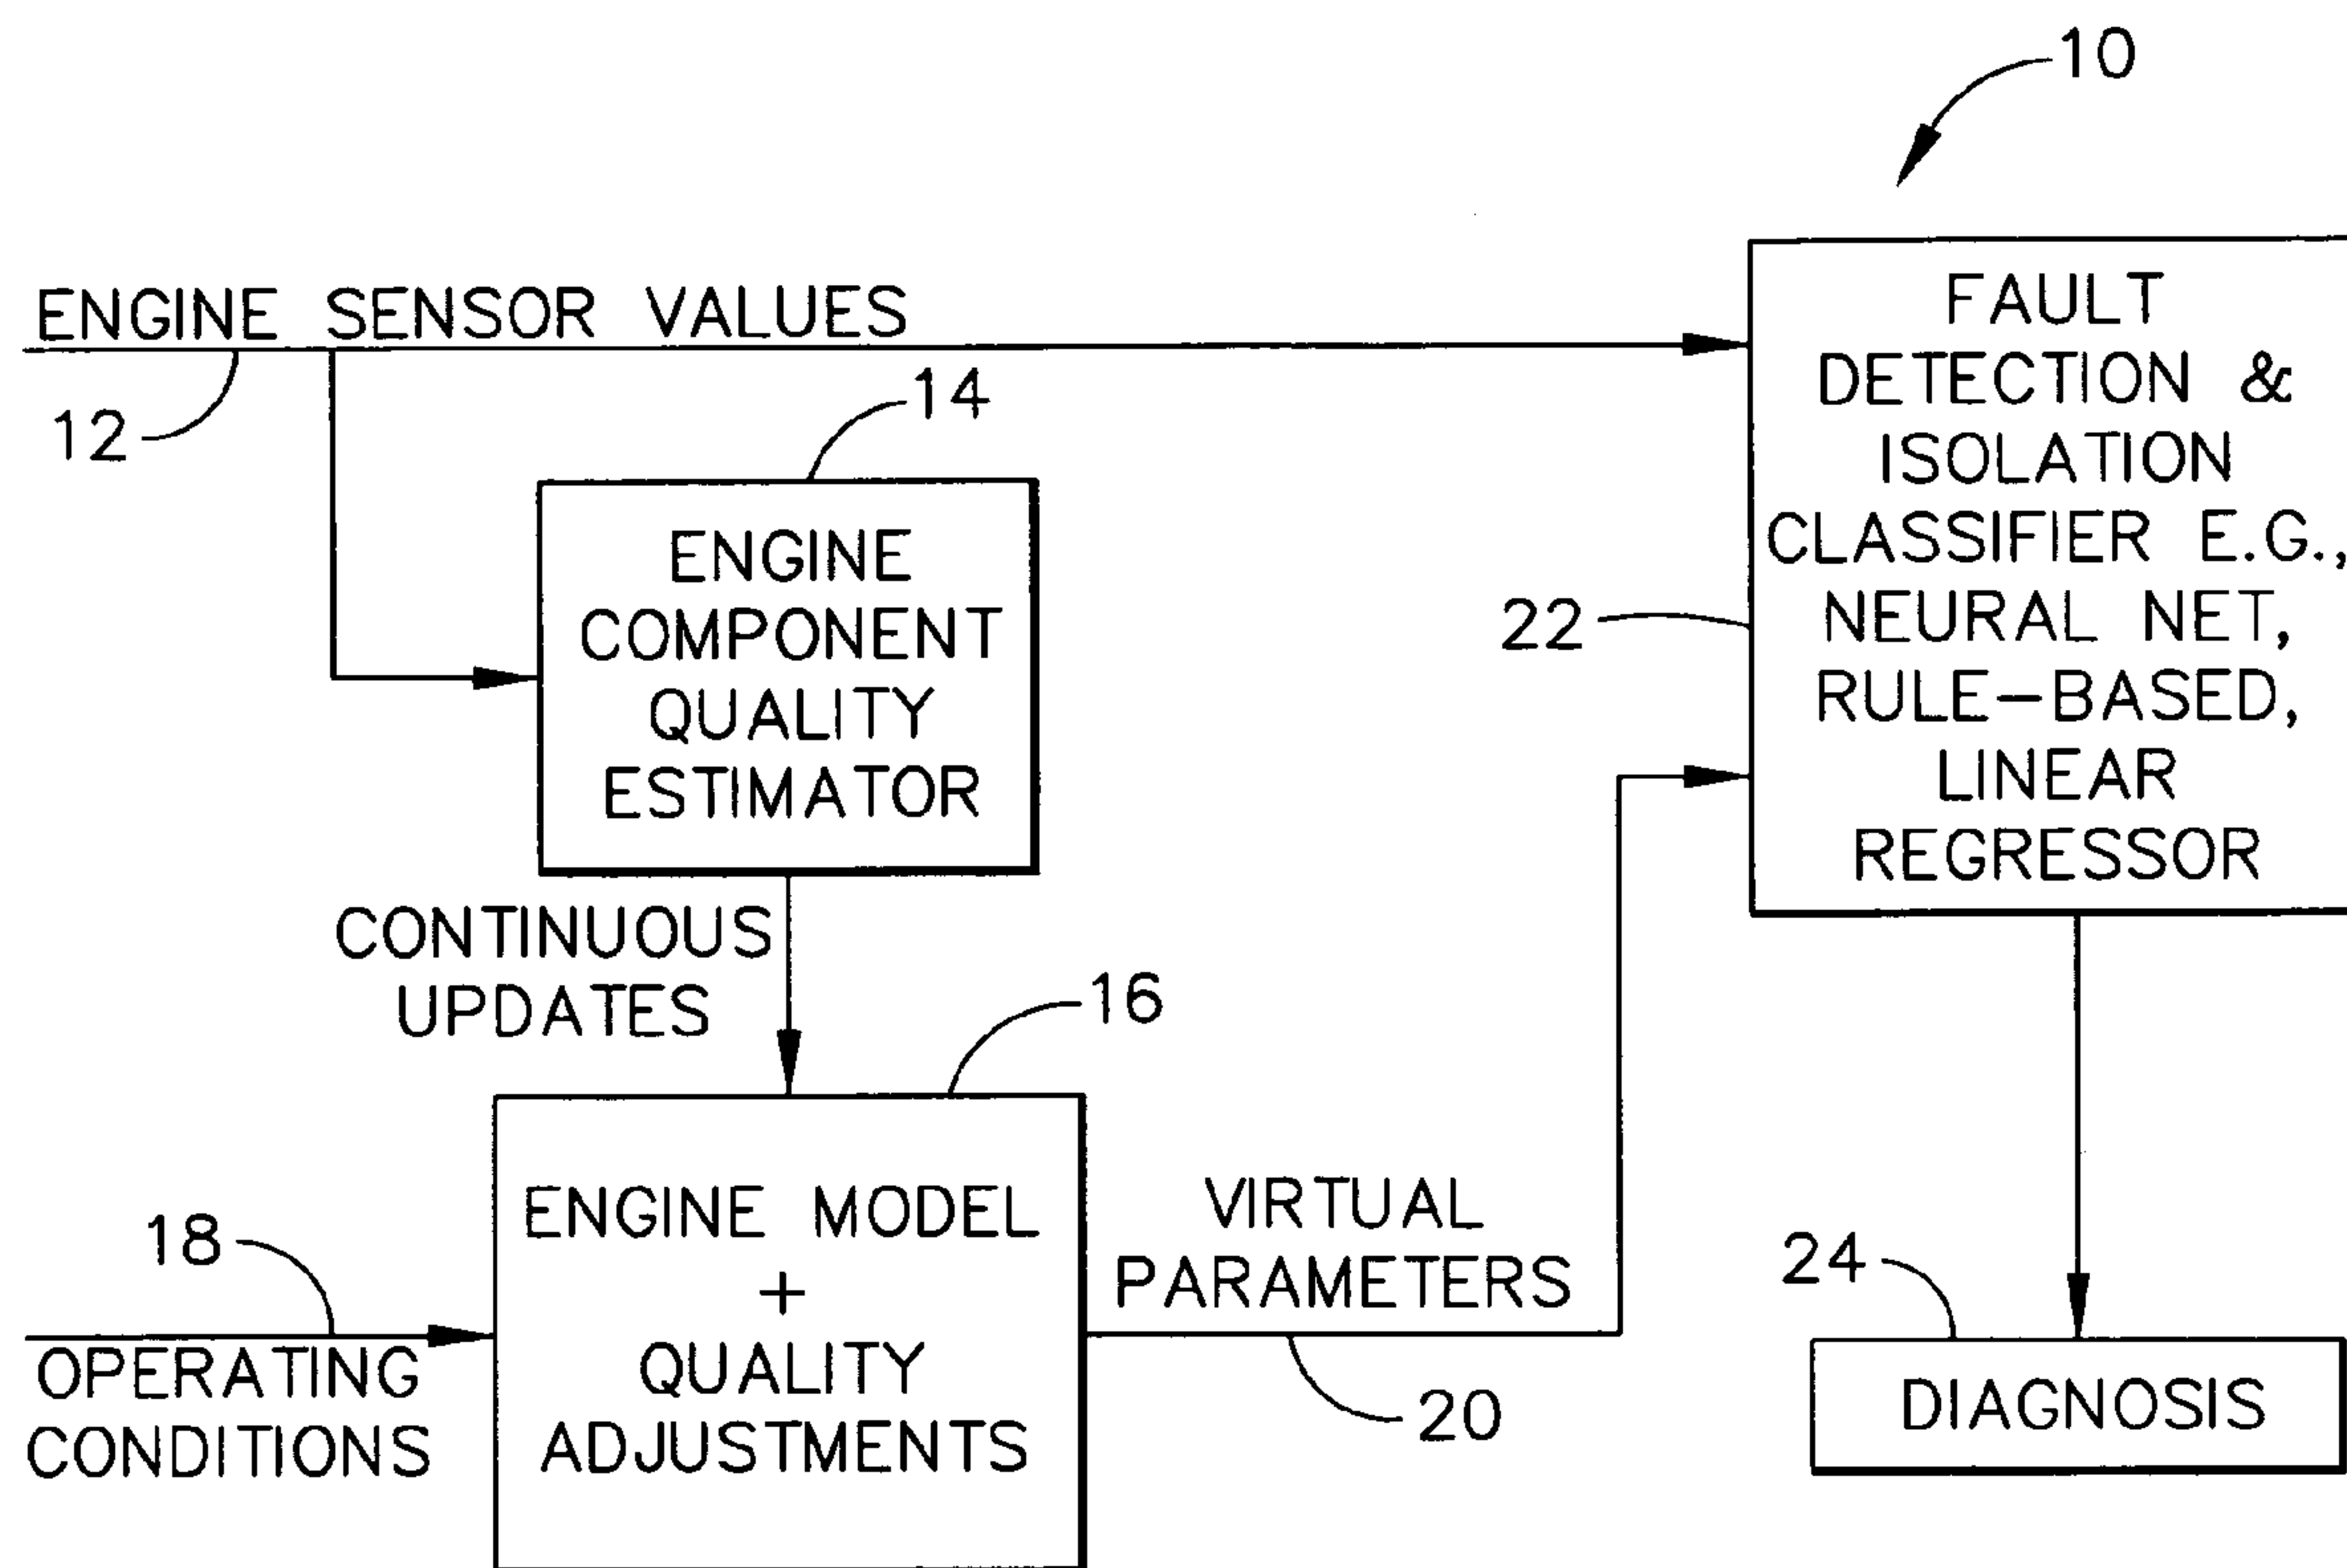 10
ENGINE SENSOR VALUES
12
14
ENGINE
COMPONENT
QUALITY
ESTIMATOR
FAULT
DETECTION &
ISOLATION
CLASSIFIER E.G.,
NEURAL NET,
RULE-BASED,
LINEAR
REGRESSOR
22
CONTINUOUS
UPDATES
16
18
OPERATING
CONDITIONS
ENGINE MODEL
+
QUALITY
ADJUSTMENTS
VIRTUAL
PARAMETERS
20
24
DIAGNOSIS